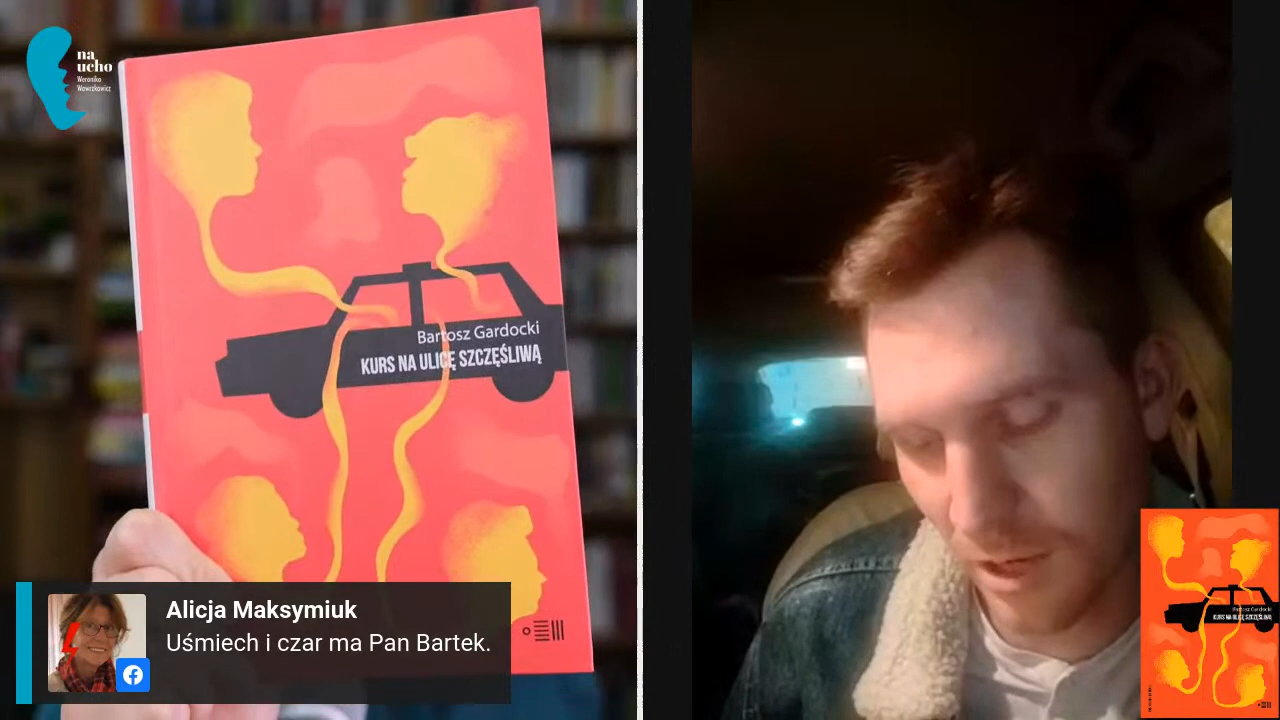 na
ucho
Weronika
Wawrzkowicz
Bartosz Gardocki
KURS NA ULICĘ SZCZĘŚLIWĄ
Alicja Maksymiuk
Uśmiech i czar ma Pan Bartek.
Bartosz Gardocki
KURS NA ULICĘ SZCZĘŚLIWĄ